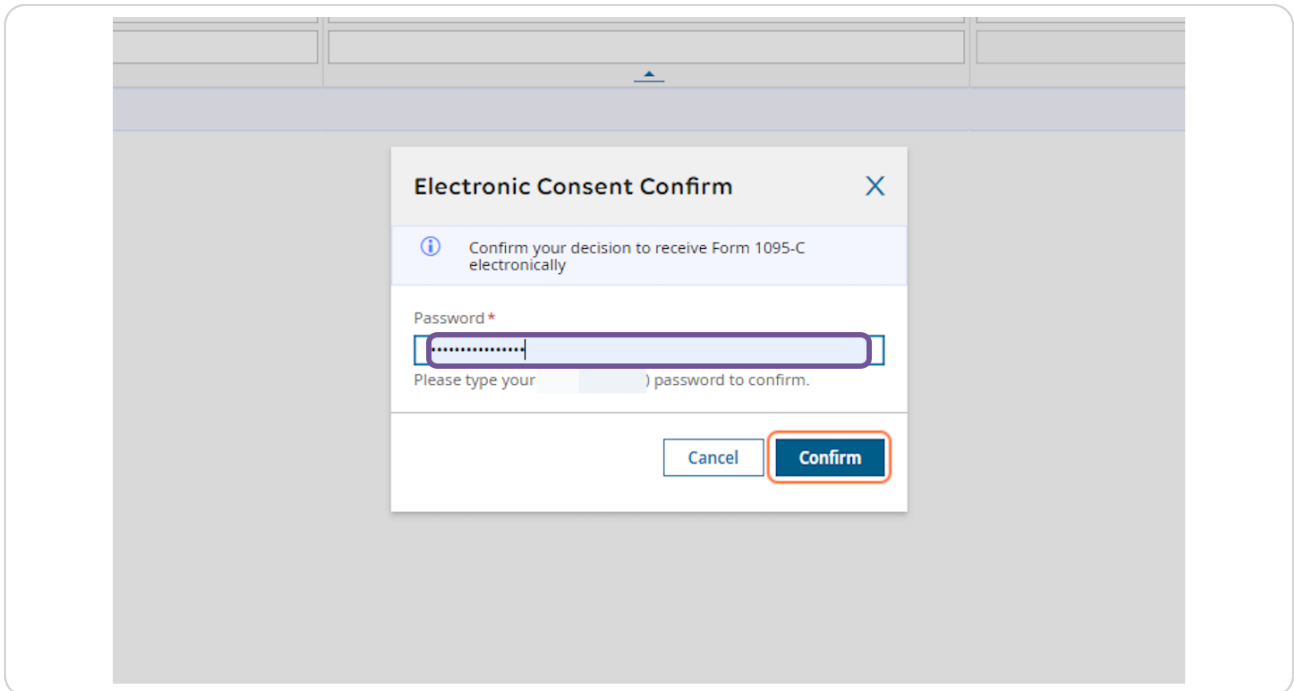 Electronic Consent Confirm
Confirm your decision to receive Form 1095-C
electronically
Password *
••••••••••••••••
Please type your ) password to confirm.
Cancel
Confirm